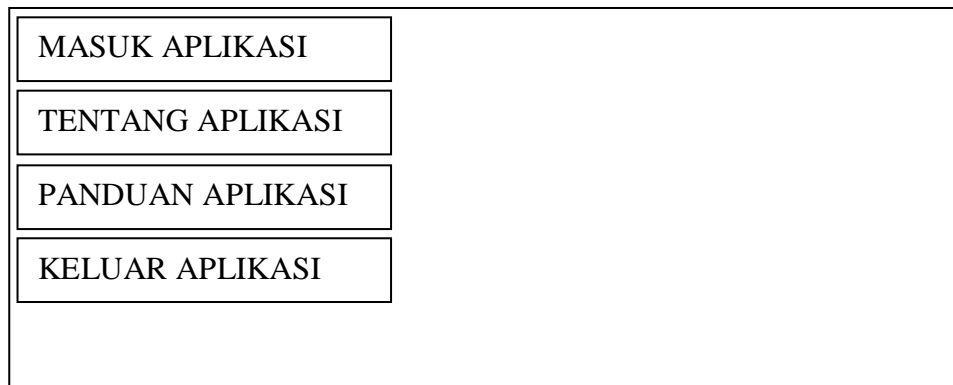 MASUK APLIKASI
TENTANG APLIKASI
PANDUAN APLIKASI
KELUAR APLIKASI